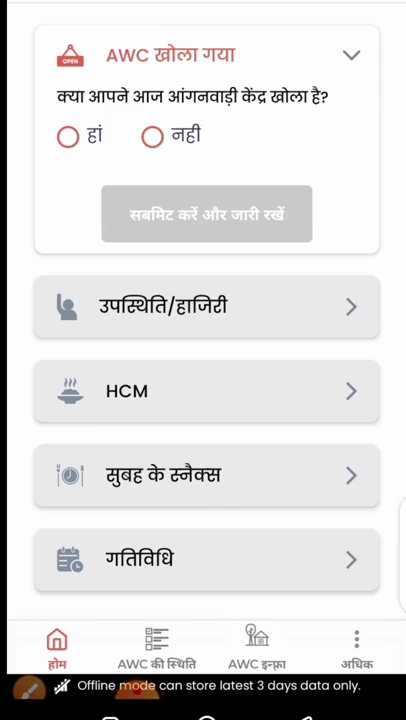 OPEN
AWC खोला गया
क्या आपने आज आंगनवाड़ी केंद्र खोला है?
हां नही
सबमिट करें और जारी रखें
उपस्थिति/हाजिरी
HCM
सुबह के स्नैक्स
गतिविधि
होम AWC की स्थिति AWC इन्फ्रा अधिक
Offline mode can store latest 3 days data only.